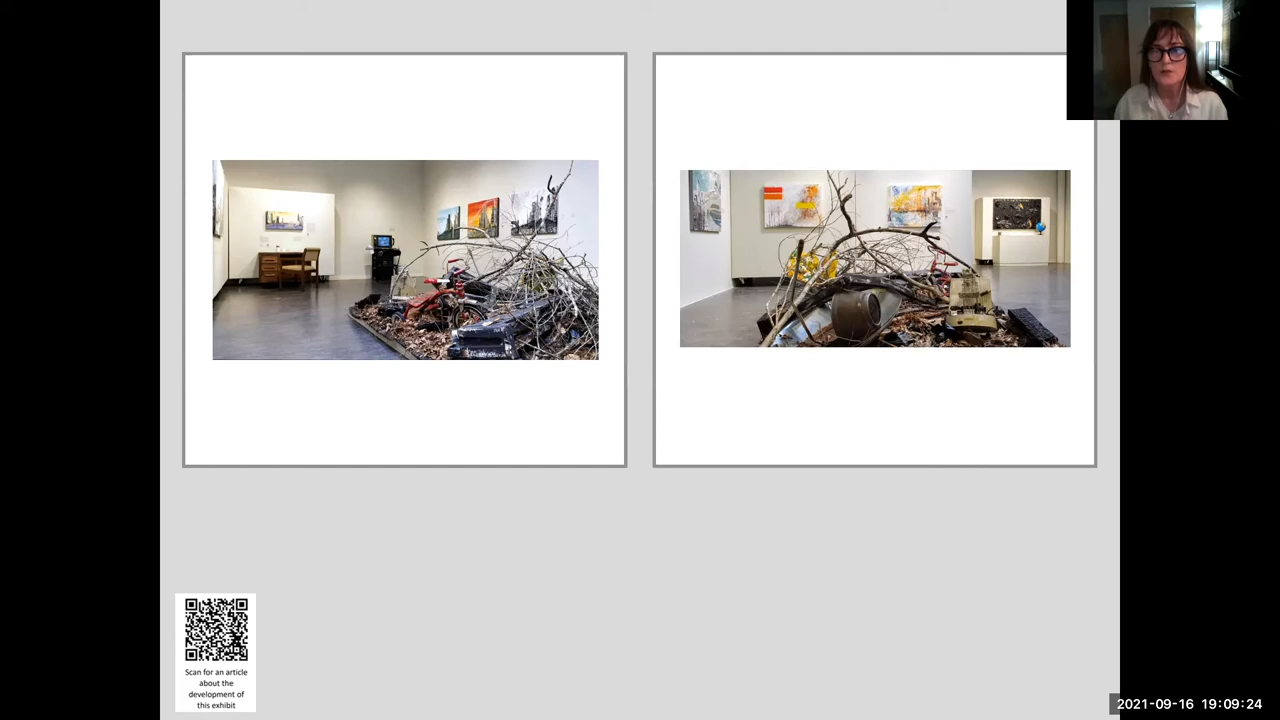 Scan for an article
about the
development of
this exhibit
2021-09-16 19:09:24